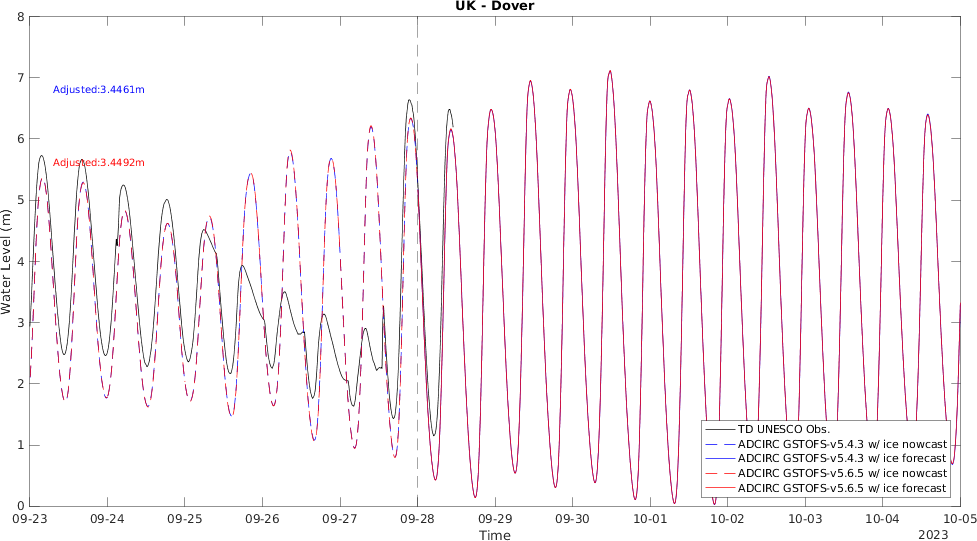 UK - Dover
8
7
6
5
4
3
2
1
0
Water Level (m)
Adjusted:3.4461m
Adjusted:3.4492m
TD UNESCO Obs.
ADCIRC GSTOFS-v5.4.3 w/ ice nowcast
ADCIRC GSTOFS-v5.4.3 w/ ice forecast
ADCIRC GSTOFS-v5.6.5 w/ ice nowcast
ADCIRC GSTOFS-v5.6.5 w/ ice forecast
09-23 09-24 09-25 09-26 09-27 09-28 09-29 09-30 10-01 10-02 10-03 10-04 10-05
Time
2023